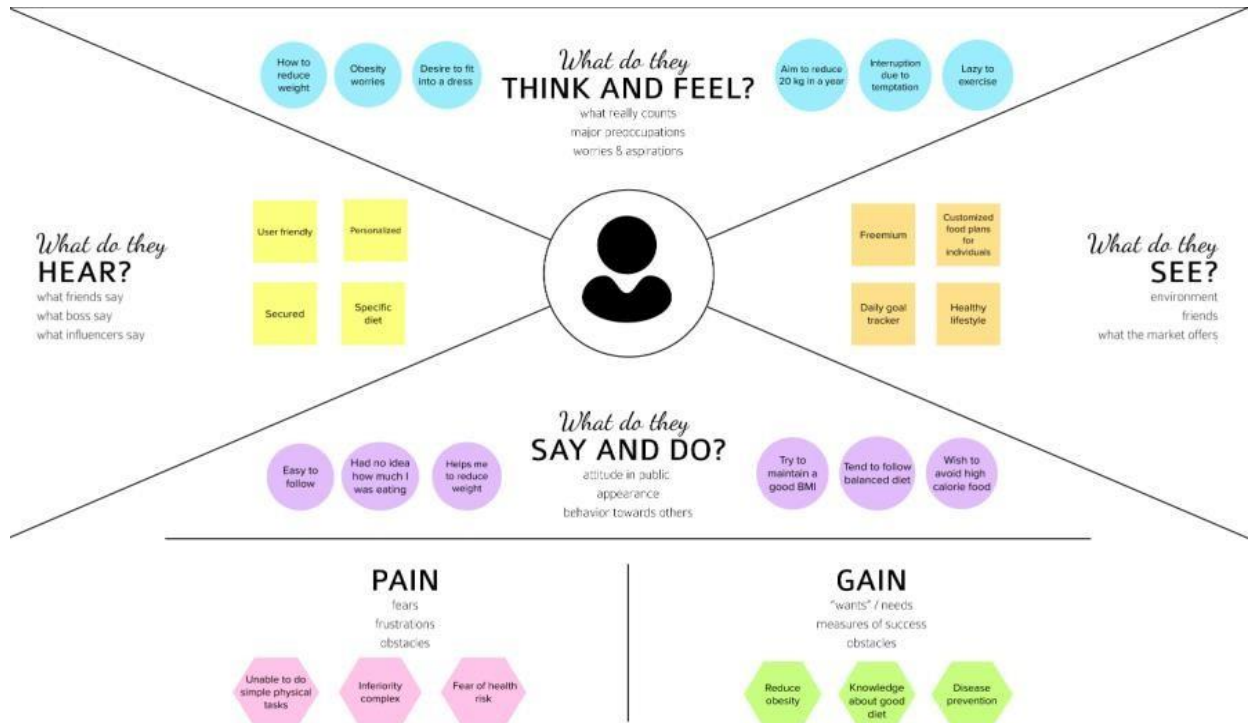 What do they
THINK AND FEEL?
what really counts
major preoccupations
worries & aspirations
How to
reduce
weight
Obesity
worries
Desire to fit
into a dress
Aim to reduce
20 kg in a year
Interruption
due to
temptation
Lazy to
exercise
What do they
HEAR?
what friends say
what boss say
what influencers say
User friendly
Personalized
Secured
Specific
diet
Freemium
Customized
food plans
for
individuals
Daily goal
tracker
Healthy
lifestyle
What do they
SEE?
environment
friends
what the market offers
What do they
SAY AND DO?
attitude in public
appearance
behavior towards others
Easy to
follow
Had no idea
how much I
was eating
Helps me
to reduce
weight
Try to
maintain a
good BMI
Tend to follow
balanced diet
Wish to
avoid high
calorie food
PAIN
fears
frustrations
obstacles
Unable to do
simple physical
tasks
Inferiority
complex
Fear of health
risk
GAIN
"wants" / needs
measures of success
obstacles
Reduce
obesity
Knowledge
about good
diet
Disease
prevention